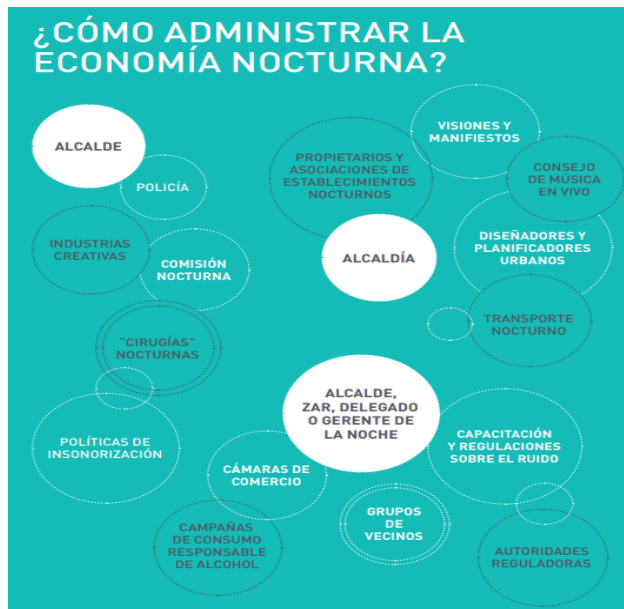 ¿CÓMO ADMINISTRAR LA
ECONOMÍA NOCTURNA?
ALCALDE
POLICÍA
INDUSTRIAS
CREATIVAS
COMISIÓN
NOCTURNA
"CIRUGÍAS"
NOCTURNAS
POLÍTICAS DE
INSONORIZACIÓN
PROPIETARIOS Y
ASOCIACIONES DE
ESTABLECIMIENTOS
NOCTURNOS
VISIONES Y
MANIFIESTOS
CONSEJO
DE MÚSICA
EN VIVO
ALCALDÍA
DISEÑADORES Y
PLANIFICADORES
URBANOS
TRANSPORTE
NOCTURNO
ALCALDE,
ZAR, DELEGADO
O GERENTE DE
LA NOCHE
CÁMARAS DE
COMERCIO
CAPACITACIÓN
Y REGULACIONES
SOBRE EL RUIDO
CAMPAÑAS
DE CONSUMO
RESPONSABLE
DE ALCOHOL
GRUPOS
DE
VECINOS
AUTORIDADES
REGULADORAS